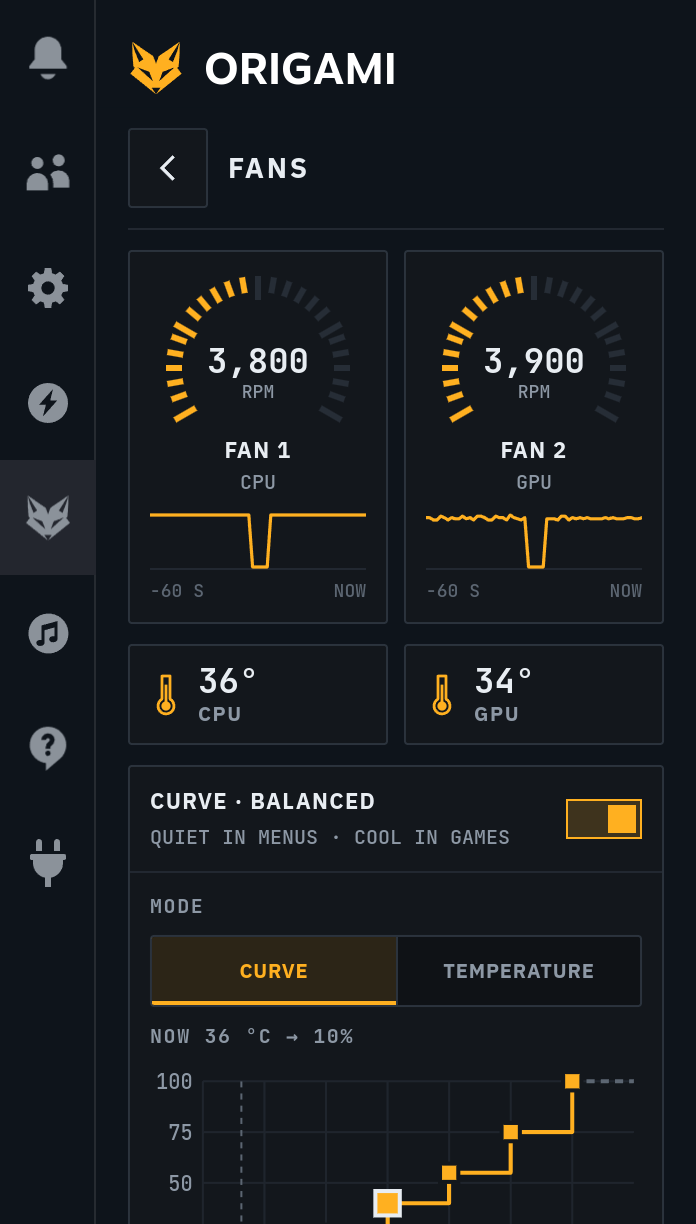 ORIGAMI
FANS
3,800
RPM
FAN 1
CPU
-60 S NOW
3,900
RPM
FAN 2
GPU
-60 S NOW
36°
CPU
34°
GPU
CURVE · BALANCED
QUIET IN MENUS · COOL IN GAMES
MODE
CURVE TEMPERATURE
NOW 36 °C → 10%
100
75
50